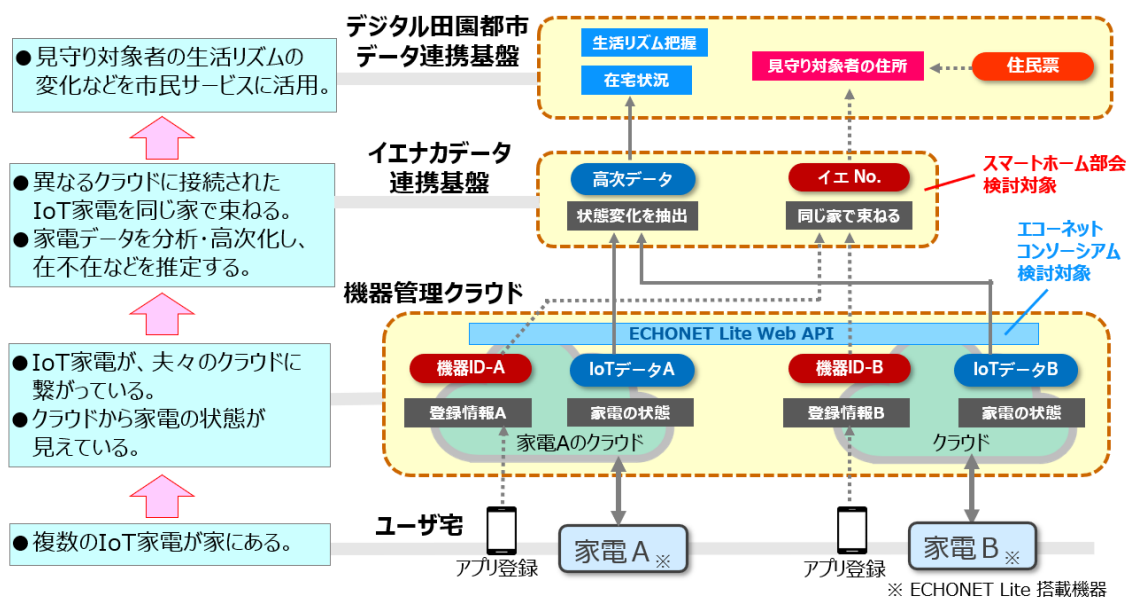 デジタル田園都市
データ連携基盤
● 見守り対象者の生活リズムの
変化などを市民サービスに活用。
生活リズム把握
在宅状況
見守り対象者の住所
住民票
イエナカデータ
連携基盤
● 異なるクラウドに接続された
IoT家電を同じ家で束ねる。
● 家電データを分析・高次化し、
在不在などを推定する。
高次データ
状態変化を抽出
イエ No.
同じ家で束ねる
スマートホーム部会
検討対象
エコーネット
コンソーシアム
検討対象
機器管理クラウド
● IoT家電が、夫々のクラウドに
繋がっている。
● クラウドから家電の状態が
見えている。
ECHONET Lite Web API
機器ID-A
IoTデータA
機器ID-B
IoTデータB
登録情報A
家電の状態
登録情報B
家電の状態
家電Aのクラウド
クラウド
ユーザ宅
● 複数のIoT家電が家にある。
アプリ登録
家電A※
アプリ登録
家電B※
※ ECHONET Lite 搭載機器